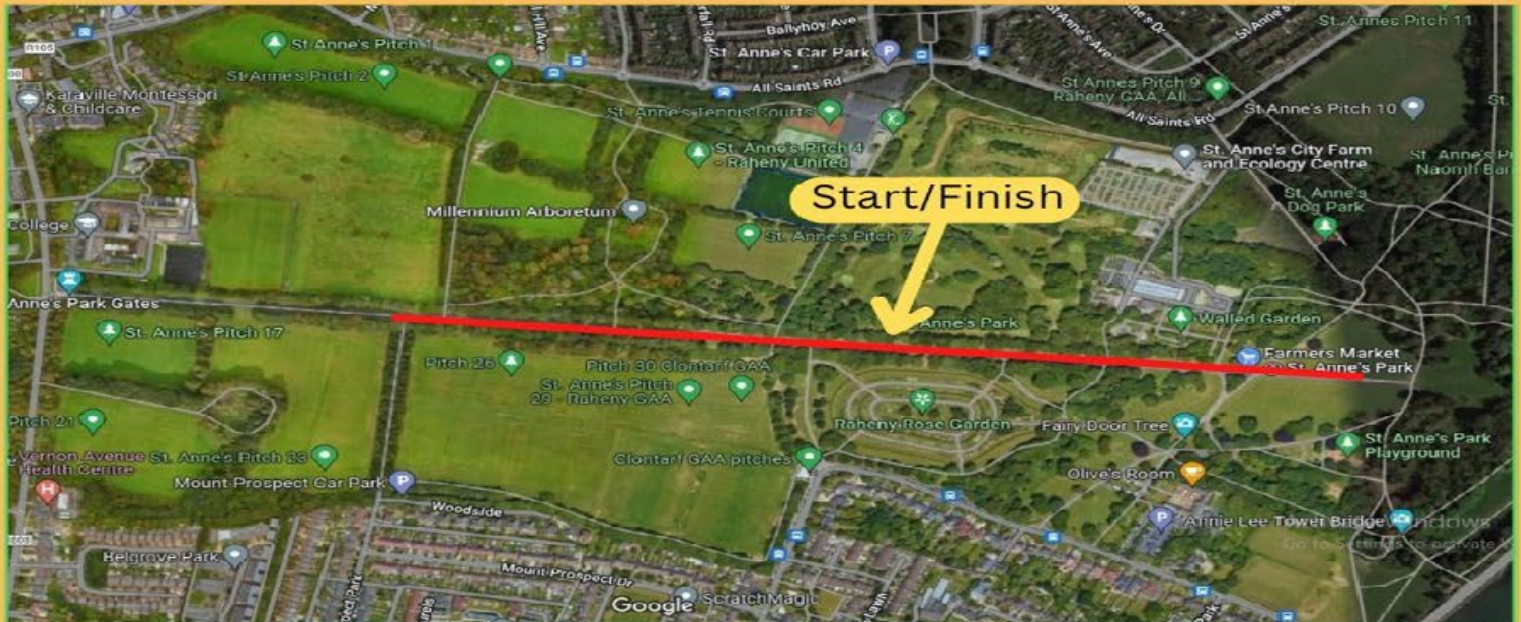 St. Anne's Pitch 11
Ballyhoy Ave
St Anne's Ave
St Anne's Pitch 1
R105
St. Anne's Car Park
St Anne's Pitch 2
All Saints Rd
St Anne's Pitch 9
Raheny GAA, All...
Karaville Montessori
& Childcare
St Anne's Pitch 10
St. Anne's Tennis Courts
All Saints Rd
St. Anne's Pitch 4
- Raheny United
St. Anne's City Farm
and Ecology Centre
Start/Finish
St. Anne's
Dog Park
Millennium Arboretum
College
St. Anne's Pitch 7
Anne's Park Gates
Anne's Park
Walled Garden
St. Anne's Pitch 17
Farmers Market
St. Anne's Park
Pitch 26
Pitch 30 Clontarf GAA
St. Anne's Pitch
29 - Raheny GAA
Pitch 21
Raheny Rose Garden
Fairy Door Tree
St. Anne's Park
Playground
Vernon Avenue
Health Centre
St. Anne's Pitch 23
Clontarf GAA pitches
Mount Prospect Car Park
Olive's Room
Woodside
Annie Lee Tower Bridge
Belgrove Park
Mount Prospect Dr
Google
ScratchMagic